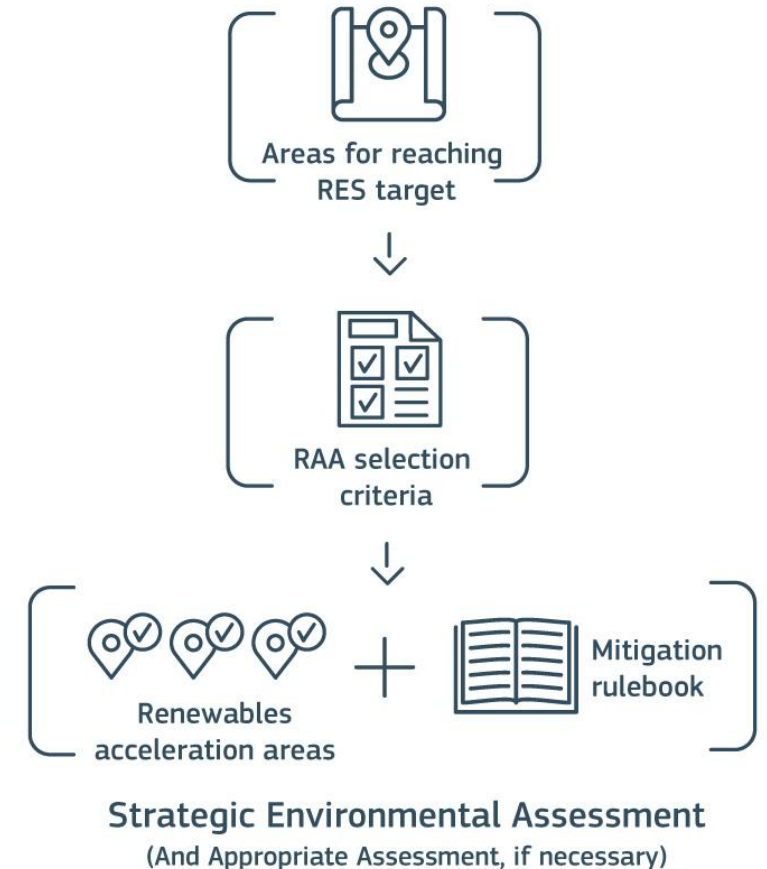 Areas for reaching
RES target
RAA selection
criteria
Renewables
acceleration areas
Mitigation
rulebook
Strategic Environmental Assessment
(And Appropriate Assessment, if necessary)